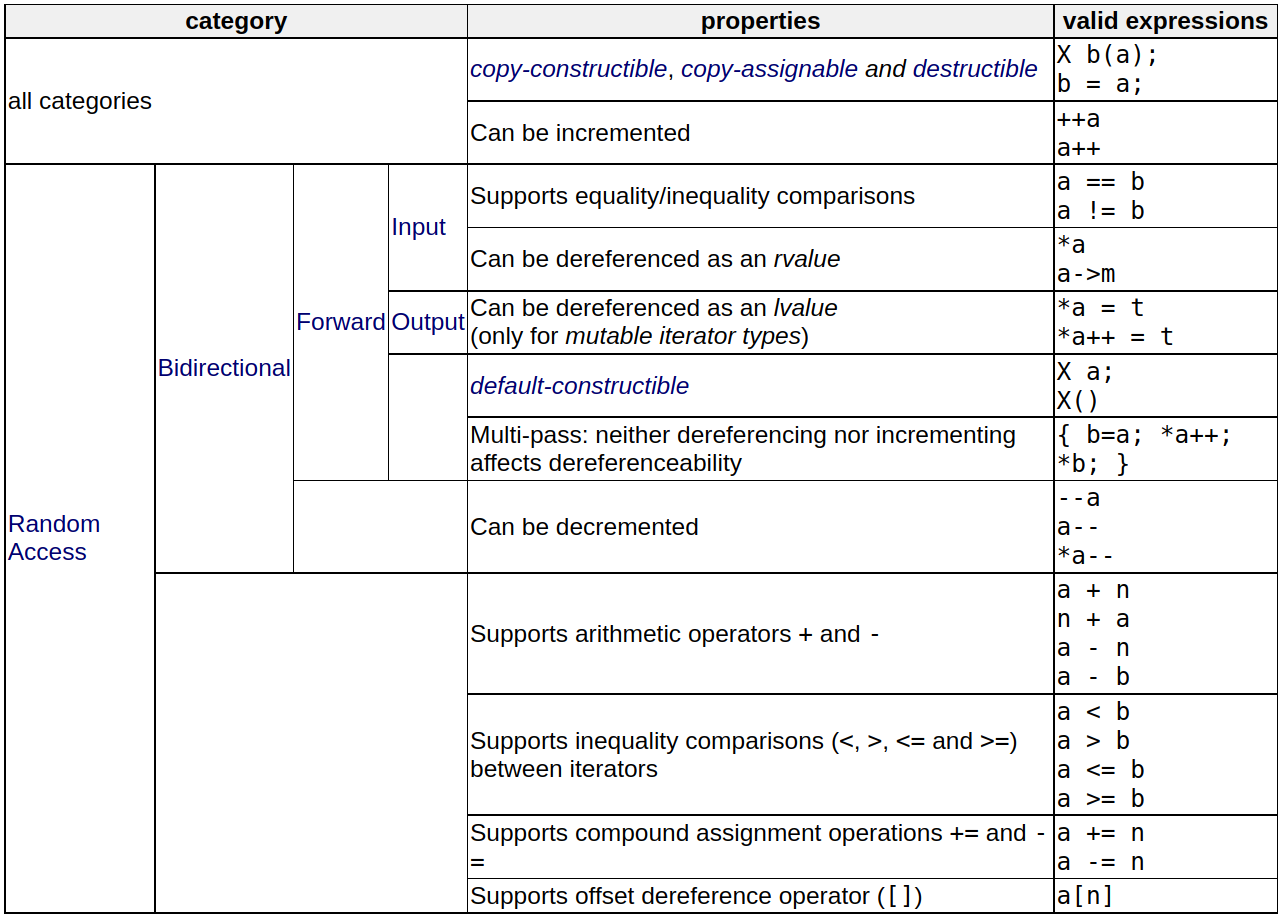 category properties valid expressions
all categories
copy-constructible, copy-assignable and destructible
X b(a);
b = a;
Can be incremented
++a
a++
Random
Access
Bidirectional
Forward
Input
Supports equality/inequality comparisons
a == b
a != b
Can be dereferenced as an rvalue
*a
a->m
Output
Can be dereferenced as an lvalue
(only for mutable iterator types)
*a = t
*a++ = t
default-constructible
X a;
X()
Multi-pass: neither dereferencing nor incrementing
affects dereferenceability
{ b=a; *a++;
*b; }
Can be decremented
--a
a--
*a--
Supports arithmetic operators + and -
a + n
n + a
a - n
a - b
Supports inequality comparisons (<, >, <= and >=)
between iterators
a < b
a > b
a <= b
a >= b
Supports compound assignment operations += and -
=
a += n
a -= n
Supports offset dereference operator ([])
a[n]